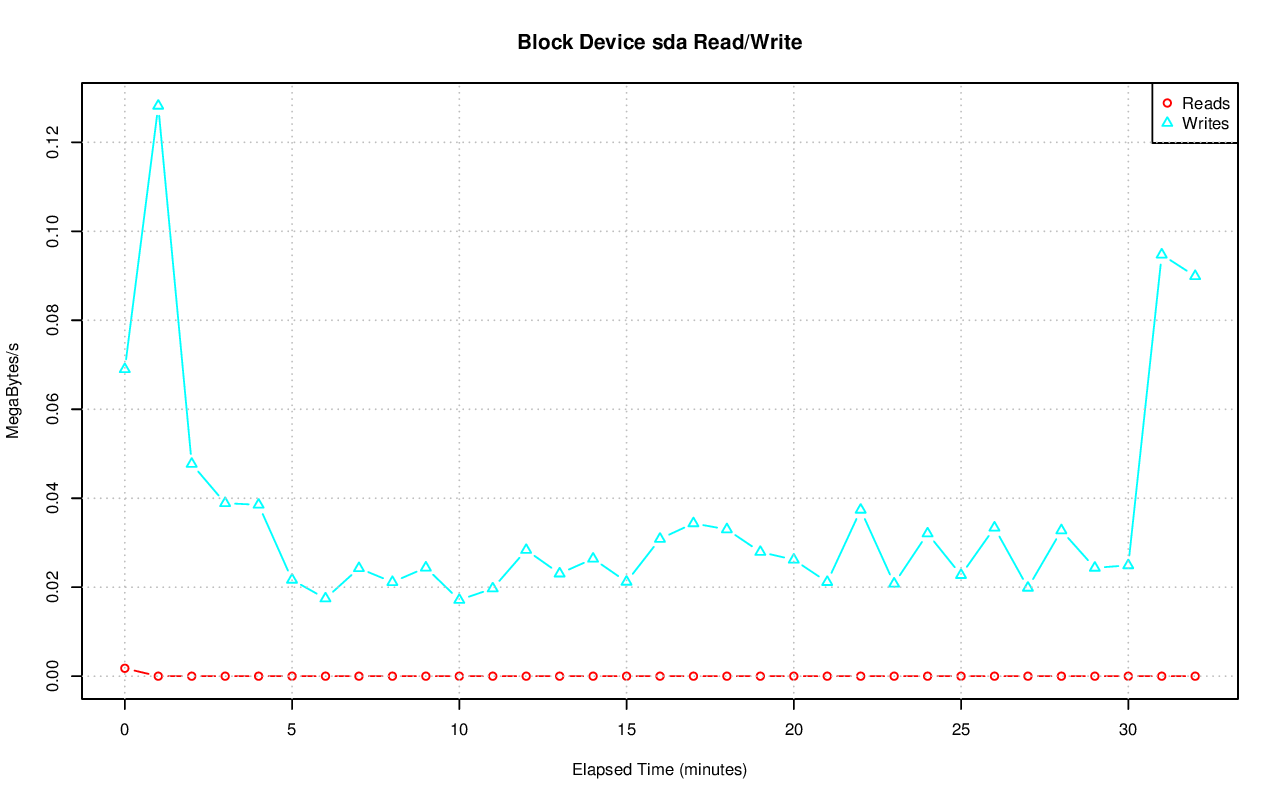 Block Device sda Read/Write
Reads
Writes
MegaBytes/s
0.12
0.10
0.08
0.06
0.04
0.02
0.00
0 5 10 15 20 25 30
Elapsed Time (minutes)